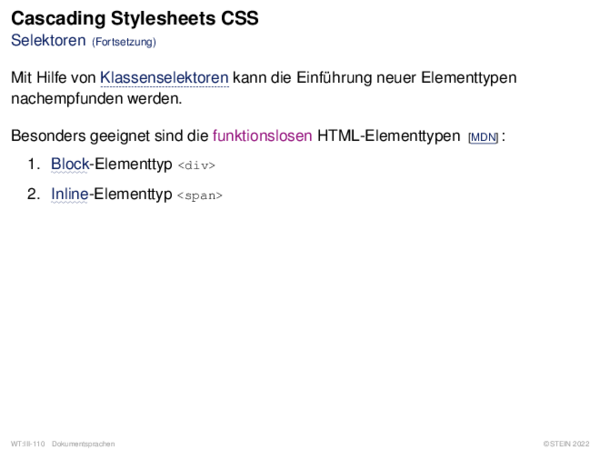 Cascading Stylesheets CSS
Selektoren (Fortsetzung)
Mit Hilfe von Klassenselektoren kann die Einführung neuer Elementtypen
nachempfunden werden.
Besonders geeignet sind die funktionslosen HTML-Elementtypen [MDN] :
1. Block-Elementtyp <div>
2. Inline-Elementtyp <span>
WT:III-110 Dokumentsprachen ©STEIN 2022